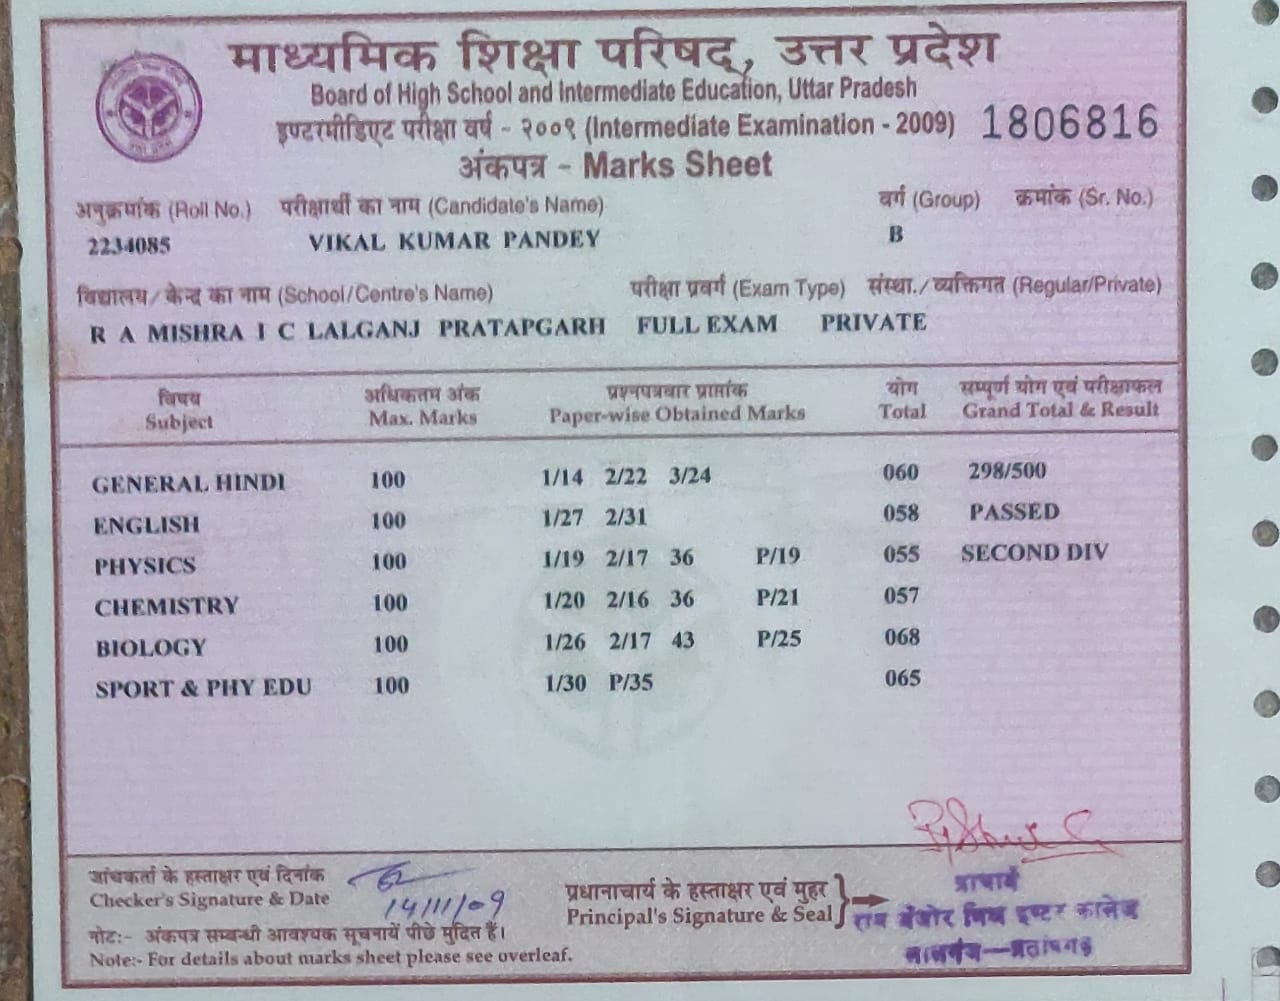 माध्यमिक शिक्षा परिषद्, उत्तर प्रदेश
Board of High School and Intermediate Education, Uttar Pradesh
इण्टरमीडिएट परीक्षा वर्ष - २००९ (Intermediate Examination - 2009) 1806816
अंकपत्र - Marks Sheet
अनुक्रमांक (Roll No.) परीक्षार्थी का नाम (Candidate's Name) वर्ग (Group) क्रमांक (Sr. No.)
2234085 VIKAL KUMAR PANDEY B
विद्यालय/केन्द्र का नाम (School/Centre's Name) परीक्षा प्रवर्ग (Exam Type) संस्था./व्यक्तिगत (Regular/Private)
R A MISHRA I C LALGANJ PRATAPGARH FULL EXAM PRIVATE
विषय अधिकतम अंक प्रश्नपत्रवार प्राप्तांक योग सम्पूर्ण योग एवं परीक्षाफल
Subject Max. Marks Paper-wise Obtained Marks Total Grand Total & Result
GENERAL HINDI 100 1/14 2/22 3/24 060 298/500
ENGLISH 100 1/27 2/31 058 PASSED
PHYSICS 100 1/19 2/17 36 P/19 055 SECOND DIV
CHEMISTRY 100 1/20 2/16 36 P/21 057
BIOLOGY 100 1/26 2/17 43 P/25 068
SPORT & PHY EDU 100 1/30 P/35 065
जांचकर्ता के हस्ताक्षर एवं दिनांक
Checker's Signature & Date
14/11/09
प्रधानाचार्य के हस्ताक्षर एवं मुहर
Principal's Signature & Seal
प्राचार्य
इण्टर कालेज
लालगंज—प्रतापगढ़
नोट:- अंकपत्र सम्बन्धी आवश्यक सूचनायें पीछे मुद्रित हैं।
Note:- For details about marks sheet please see overleaf.